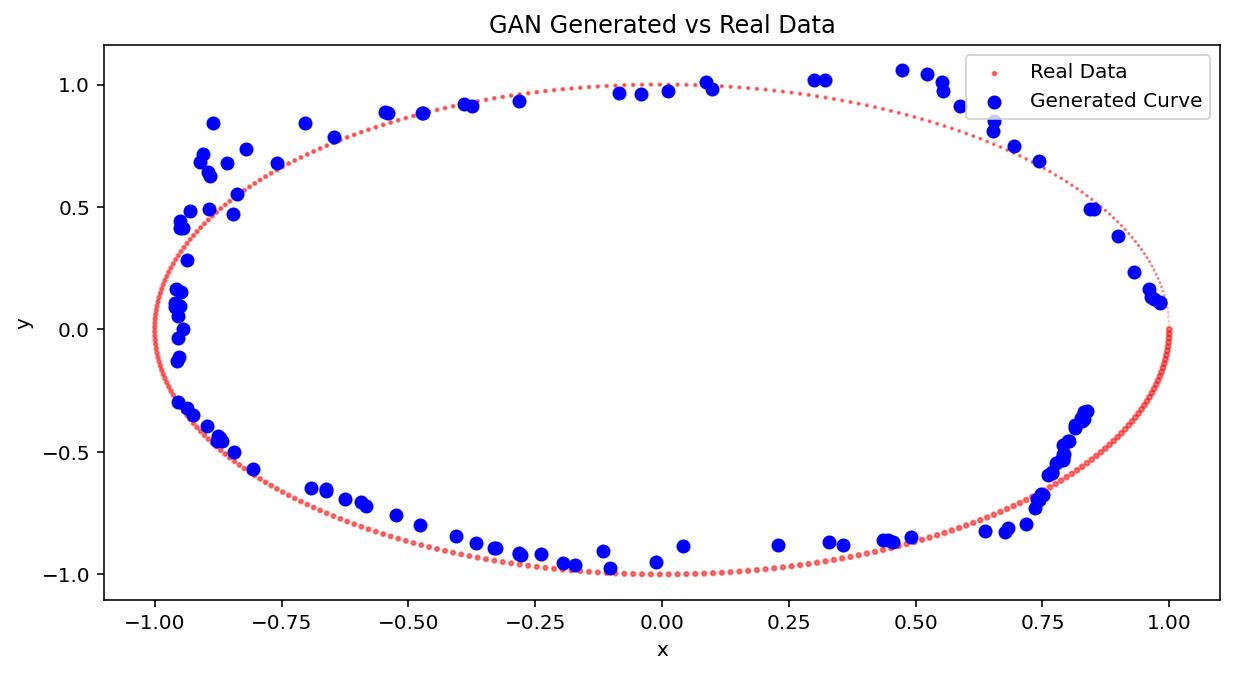 GAN Generated vs Real Data
Real Data
Generated Curve
y
1.0
0.5
0.0
−0.5
−1.0
−1.00 −0.75 −0.50 −0.25 0.00 0.25 0.50 0.75 1.00
x